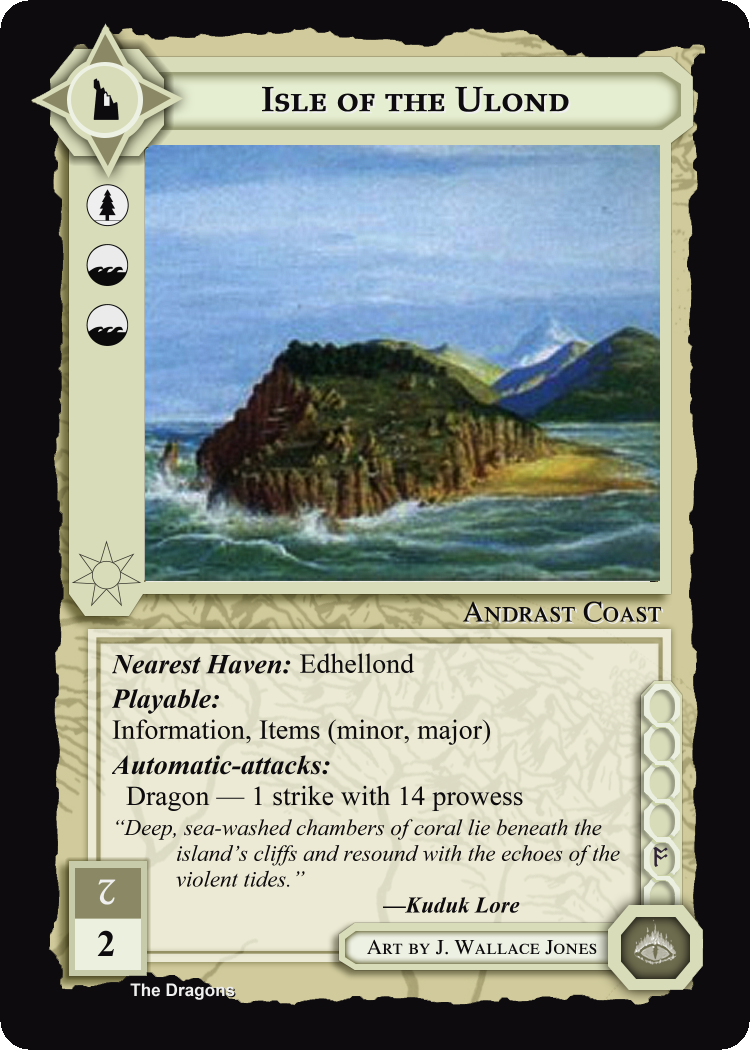 Isle of the Ulond
Andrast Coast
Nearest Haven: Edhellond
Playable:
Information, Items (minor, major)
Automatic-attacks:
Dragon — 1 strike with 14 prowess
“Deep, sea-washed chambers of coral lie beneath the
island’s cliffs and resound with the echoes of the
violent tides.”
—Kuduk Lore
2
Art by J. Wallace Jones
The Dragons